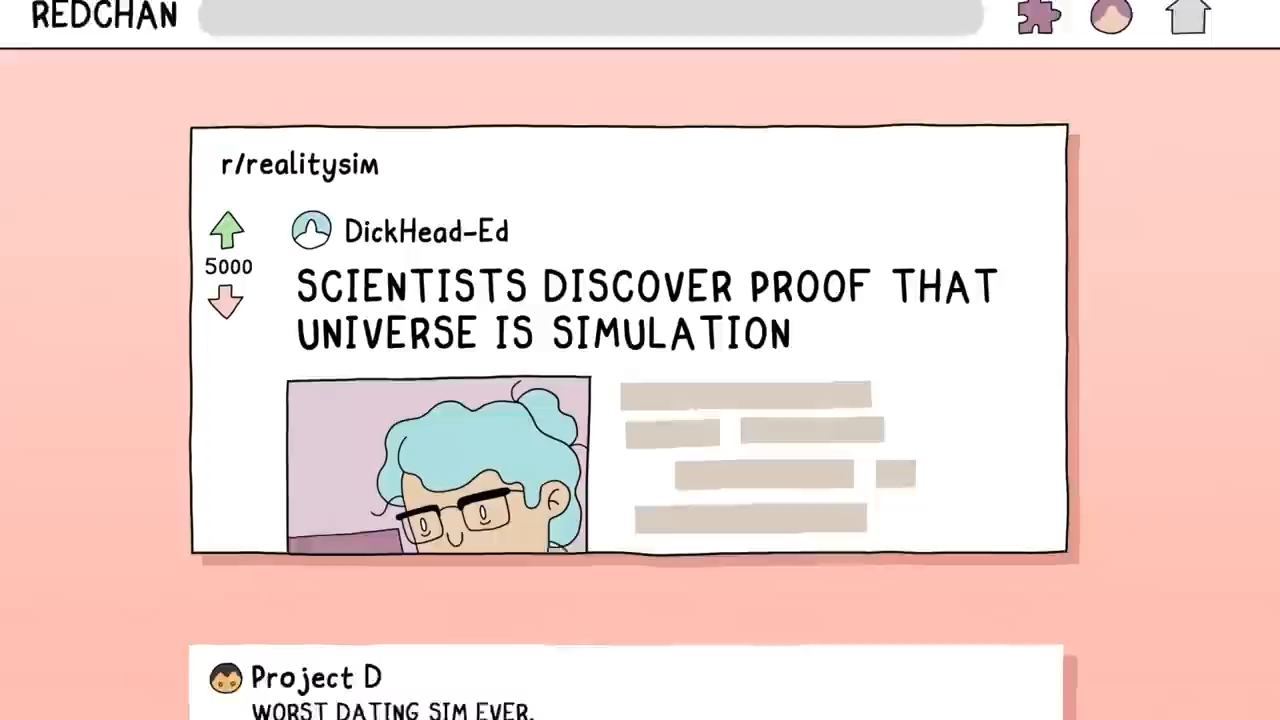 REDCHAN
r/realitysim
DickHead-Ed
5000
SCIENTISTS DISCOVER PROOF THAT
UNIVERSE IS SIMULATION
Project D
WORST DATING SIM EVER.